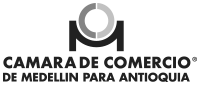 CAMARA DE COMERCIO®
DE MEDELLIN PARA ANTIOQUIA